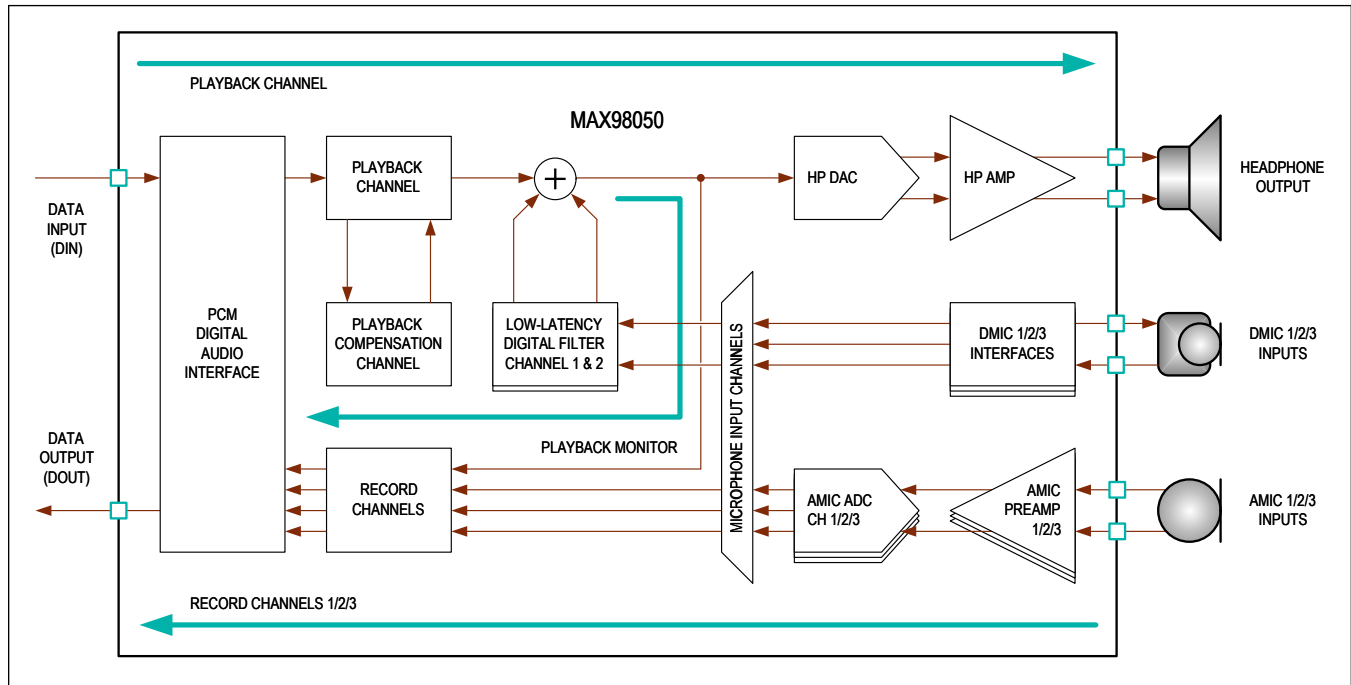 PLAYBACK CHANNEL
MAX98050
DATA
INPUT
(DIN)
PCM
DIGITAL
AUDIO
INTERFACE
PLAYBACK
CHANNEL
+
HP DAC
HP AMP
HEADPHONE
OUTPUT
PLAYBACK
COMPENSATION
CHANNEL
LOW-LATENCY
DIGITAL FILTER
CHANNEL 1 & 2
MICROPHONE INPUT CHANNELS
DMIC 1/2/3
INTERFACES
DMIC 1/2/3
INPUTS
DATA
OUTPUT
(DOUT)
PLAYBACK MONITOR
RECORD
CHANNELS
AMIC ADC
CH 1/2/3
AMIC
PREAMP
1/2/3
AMIC 1/2/3
INPUTS
RECORD CHANNELS 1/2/3